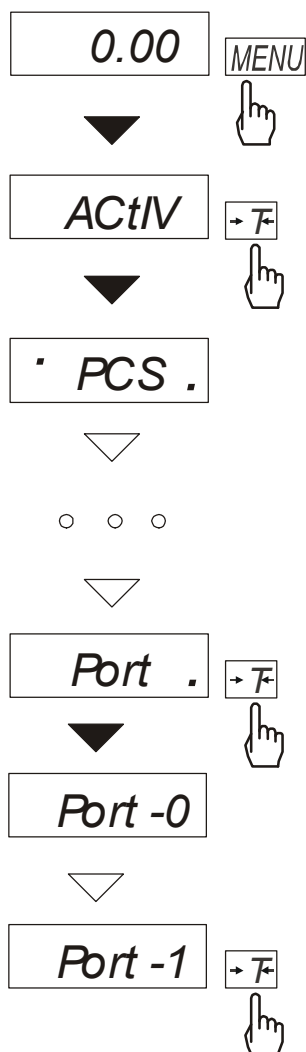 0.00 MENU
ACtIV →T←
˙ PCS .
Port . →T←
Port -0
Port -1 →T←